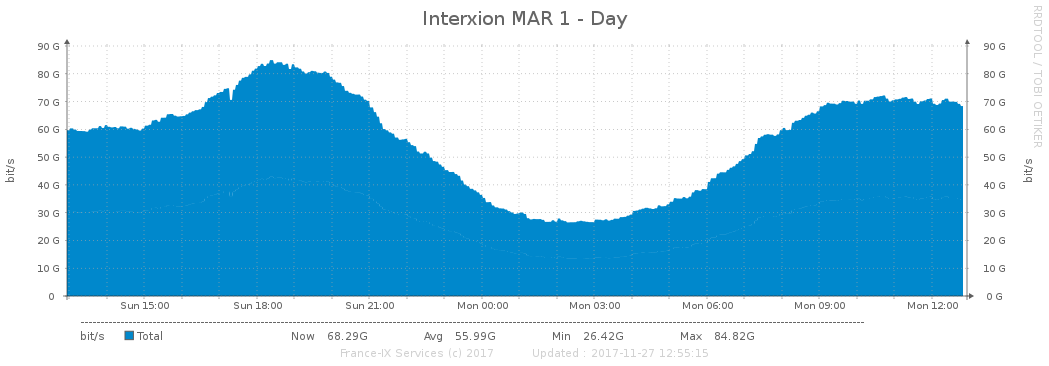 Interxion MAR 1 - Day
RRDTOOL / TOBI OETIKER
90 G 90 G
80 G 80 G
70 G 70 G
60 G 60 G
50 G 50 G
40 G 40 G
30 G 30 G
20 G 20 G
10 G 10 G
0 0 G
bit/s bit/s
Sun 15:00 Sun 18:00 Sun 21:00 Mon 00:00 Mon 03:00 Mon 06:00 Mon 09:00 Mon 12:00
bit/s Total Now 68.29G Avg 55.99G Min 26.42G Max 84.82G
France-IX Services (c) 2017 Updated : 2017-11-27 12:55:15